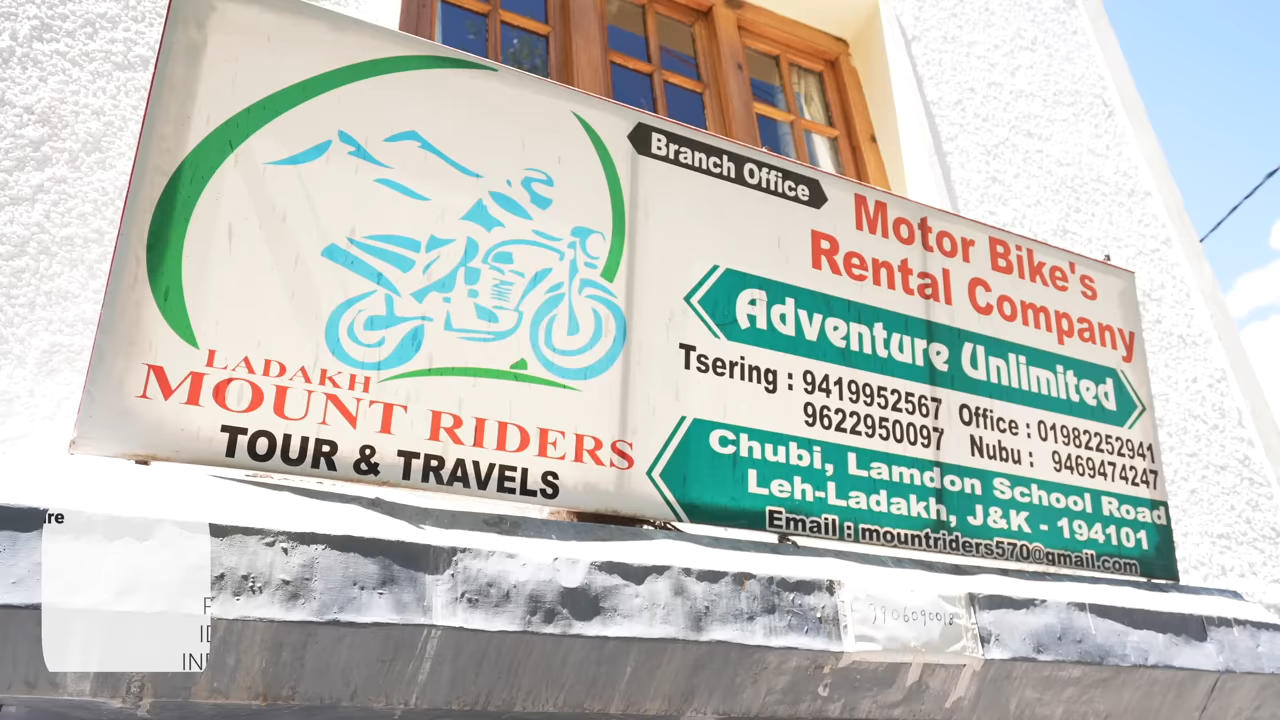 Branch Office
Motor Bike's
Rental Company
Adventure Unlimited
Tsering : 9419952567 Office : 01982252941
9622950097 Nubu : 9469474247
Chubi, Lamdon School Road
Leh-Ladakh, J&K - 194101
Email : mountriders570@gmail.com
LADAKH
MOUNT RIDERS
TOUR & TRAVELS